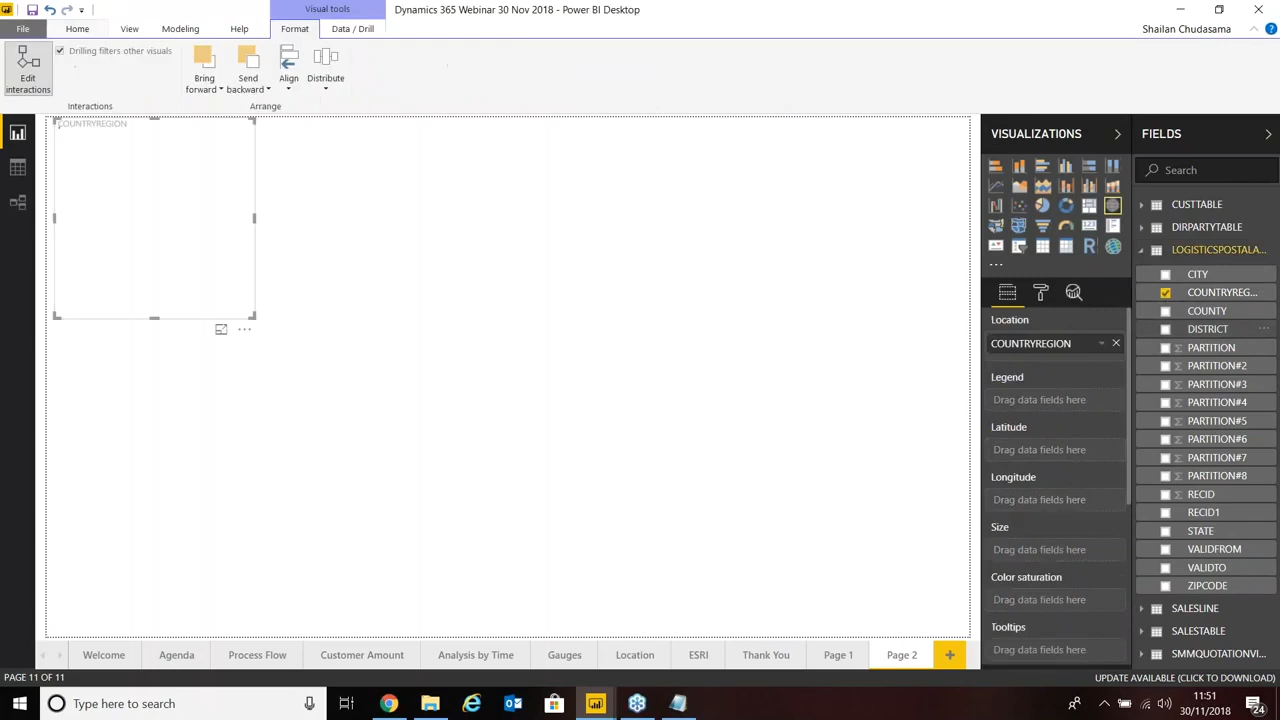 Visual tools
Dynamics 365 Webinar 30 Nov 2018 - Power BI Desktop
File
Home
View
Modeling
Help
Format
Data / Drill
Shailan Chudasama
Edit
interactions
Drilling filters other visuals
Bring
forward
Send
backward
Align
Distribute
Interactions
Arrange
COUNTRYREGION
VISUALIZATIONS
FIELDS
Search
CUSTTABLE
DIRPARTYTABLE
LOGISTICSPOSTALA...
CITY
COUNTRYREG...
COUNTY
DISTRICT
PARTITION
PARTITION#2
PARTITION#3
PARTITION#4
PARTITION#5
PARTITION#6
PARTITION#7
PARTITION#8
RECID
RECID1
STATE
VALIDFROM
VALIDTO
ZIPCODE
SALESLINE
SALESTABLE
SMMQUOTATIONVI...
Location
COUNTRYREGION
Legend
Drag data fields here
Latitude
Drag data fields here
Longitude
Drag data fields here
Size
Drag data fields here
Color saturation
Drag data fields here
Tooltips
Drag data fields here
Welcome
Agenda
Process Flow
Customer Amount
Analysis by Time
Gauges
Location
ESRI
Thank You
Page 1
Page 2
PAGE 11 OF 11
UPDATE AVAILABLE (CLICK TO DOWNLOAD)
Type here to search
11:51
30/11/2018
24